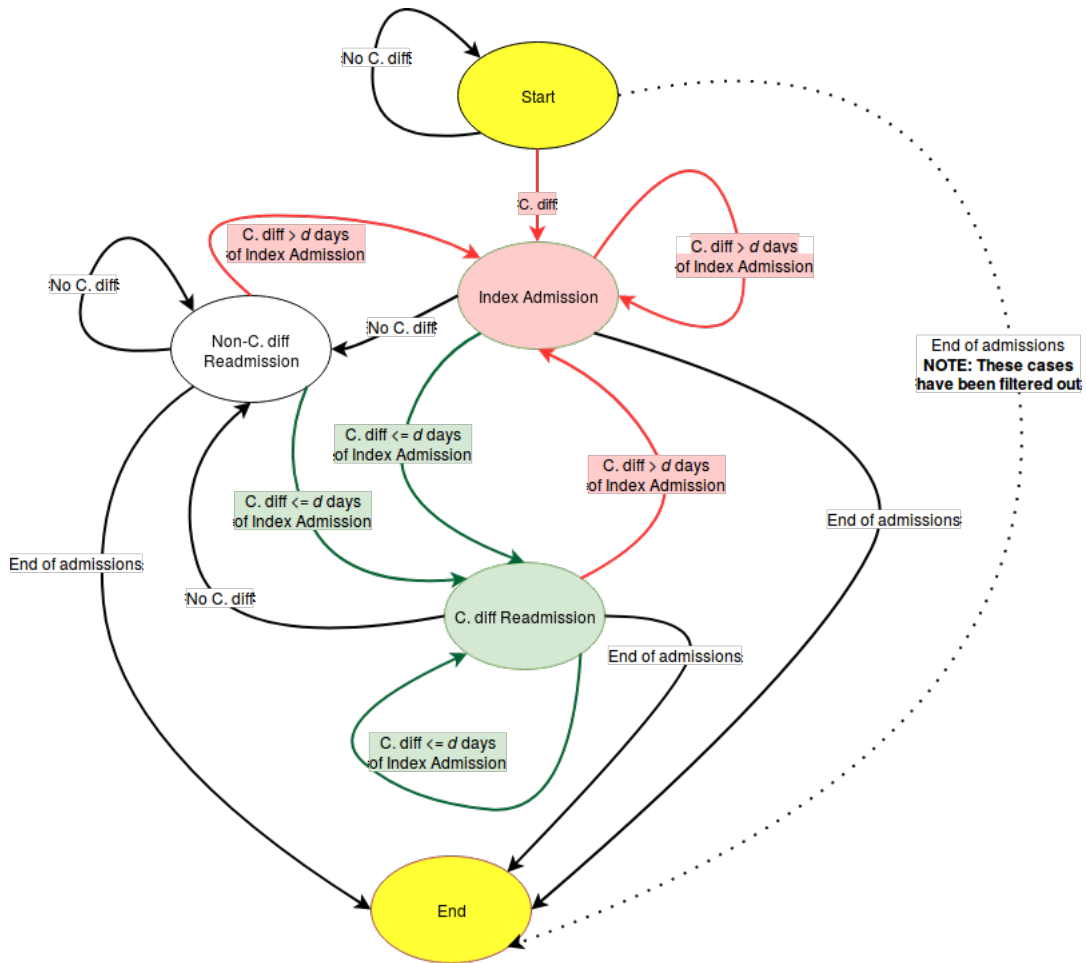 No C. diff
Start
C. diff
C. diff > d days
of Index Admission
C. diff > d days
of Index Admission
No C. diff
Index Admission
No C. diff
Non-C. diff
Readmission
End of admissions
NOTE: These cases
have been filtered out
C. diff <= d days
of Index Admission
C. diff > d days
of Index Admission
C. diff <= d days
of Index Admission
End of admissions
End of admissions
No C. diff
C. diff Readmission
End of admissions
C. diff <= d days
of Index Admission
End